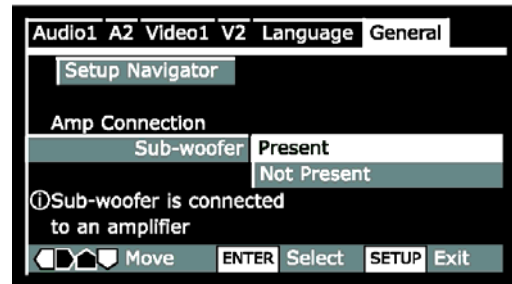 Audio1 A2 Video1 V2 Language General
Setup Navigator
Amp Connection
Sub-woofer Present
Not Present
ⓘSub-woofer is connected
to an amplifier
Move ENTER Select SETUP Exit